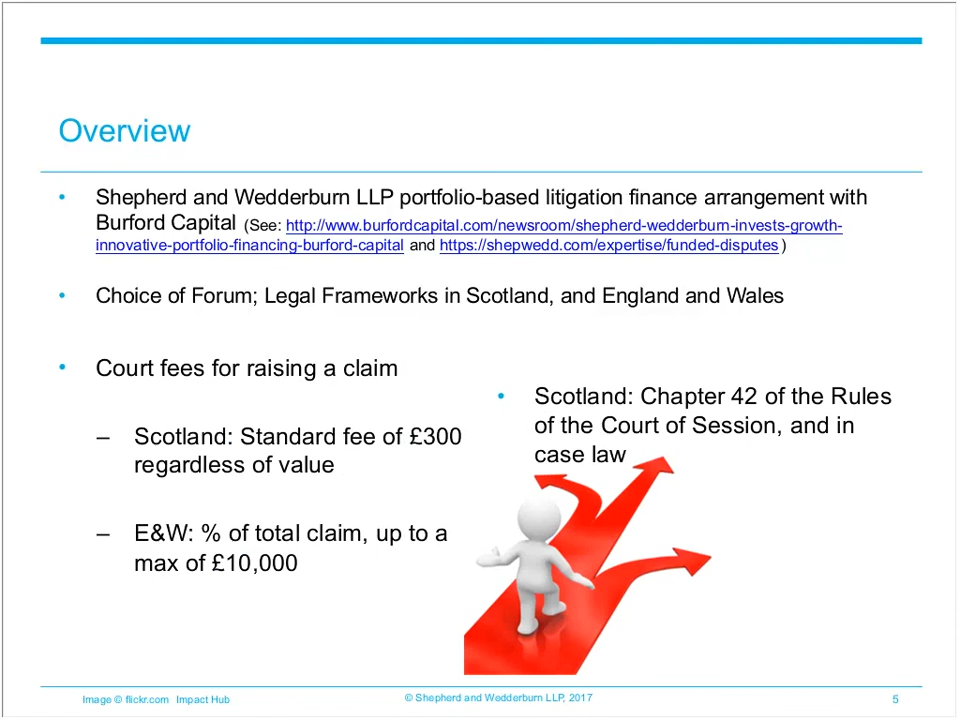 Overview
• Shepherd and Wedderburn LLP portfolio-based litigation finance arrangement with
Burford Capital (See: http://www.burfordcapital.com/newsroom/shepherd-wedderburn-invests-growth-
innovative-portfolio-financing-burford-capital and https://shepwedd.com/expertise/funded-disputes )
• Choice of Forum; Legal Frameworks in Scotland, and England and Wales
• Court fees for raising a claim
– Scotland: Standard fee of £300
regardless of value
– E&W: % of total claim, up to a
max of £10,000
• Scotland: Chapter 42 of the Rules
of the Court of Session, and in
case law
Image © flickr.com Impact Hub
© Shepherd and Wedderburn LLP, 2017
5